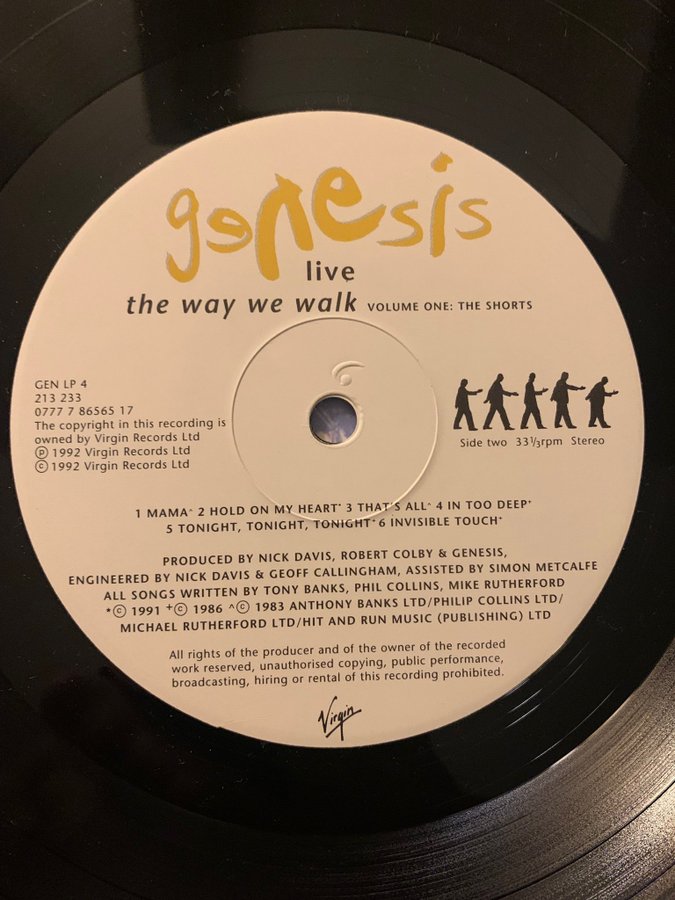 genesis
live
the way we walk VOLUME ONE: THE SHORTS
GEN LP 4
213 233
0777 7 86565 17
The copyright in this recording is
owned by Virgin Records Ltd
℗ 1992 Virgin Records Ltd
© 1992 Virgin Records Ltd
Side two 33⅓rpm Stereo
1 MAMA^ 2 HOLD ON MY HEART* 3 THAT'S ALL^ 4 IN TOO DEEP+
5 TONIGHT, TONIGHT, TONIGHT+ 6 INVISIBLE TOUCH+
PRODUCED BY NICK DAVIS, ROBERT COLBY & GENESIS,
ENGINEERED BY NICK DAVIS & GEOFF CALLINGHAM, ASSISTED BY SIMON METCALFE
ALL SONGS WRITTEN BY TONY BANKS, PHIL COLLINS, MIKE RUTHERFORD
*© 1991 +© 1986 ^© 1983 ANTHONY BANKS LTD/PHILIP COLLINS LTD/
MICHAEL RUTHERFORD LTD/HIT AND RUN MUSIC (PUBLISHING) LTD
All rights of the producer and of the owner of the recorded
work reserved, unauthorised copying, public performance,
broadcasting, hiring or rental of this recording prohibited.
Virgin